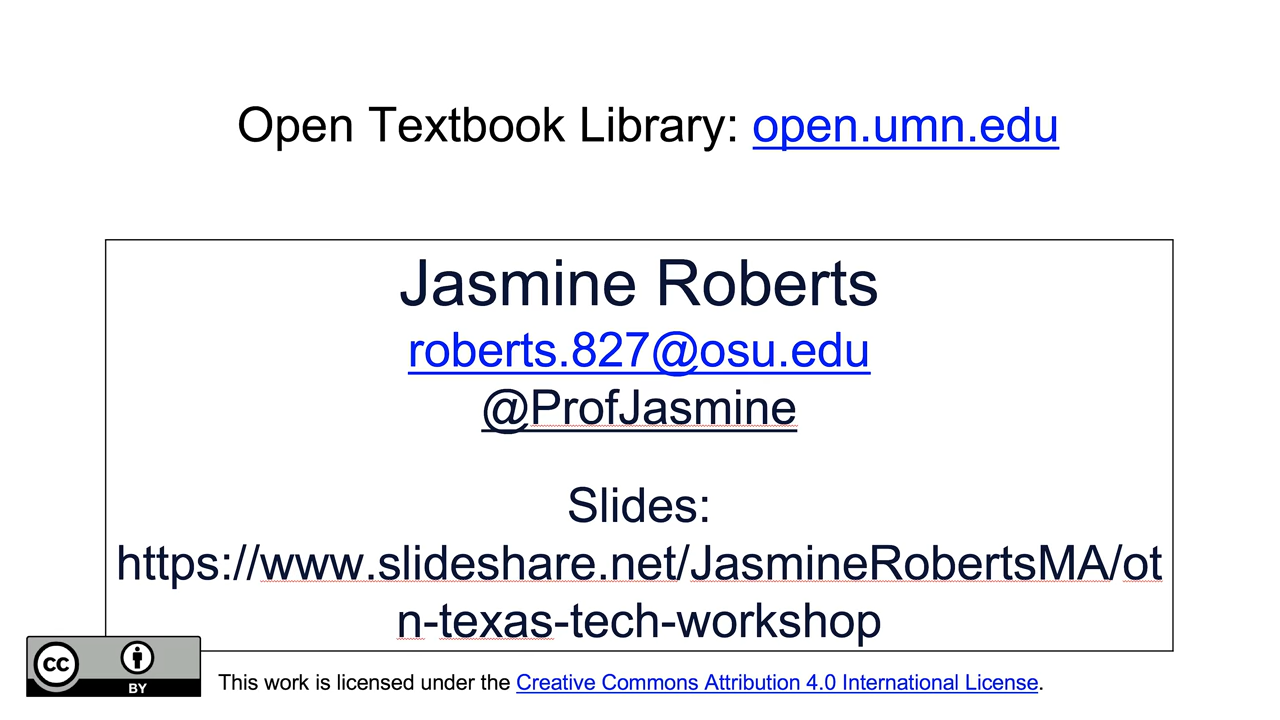 Open Textbook Library: open.umn.edu
Jasmine Roberts
roberts.827@osu.edu
@ProfJasmine
Slides:
https://www.slideshare.net/JasmineRobertsMA/ot
n-texas-tech-workshop
CC BY
This work is licensed under the Creative Commons Attribution 4.0 International License.